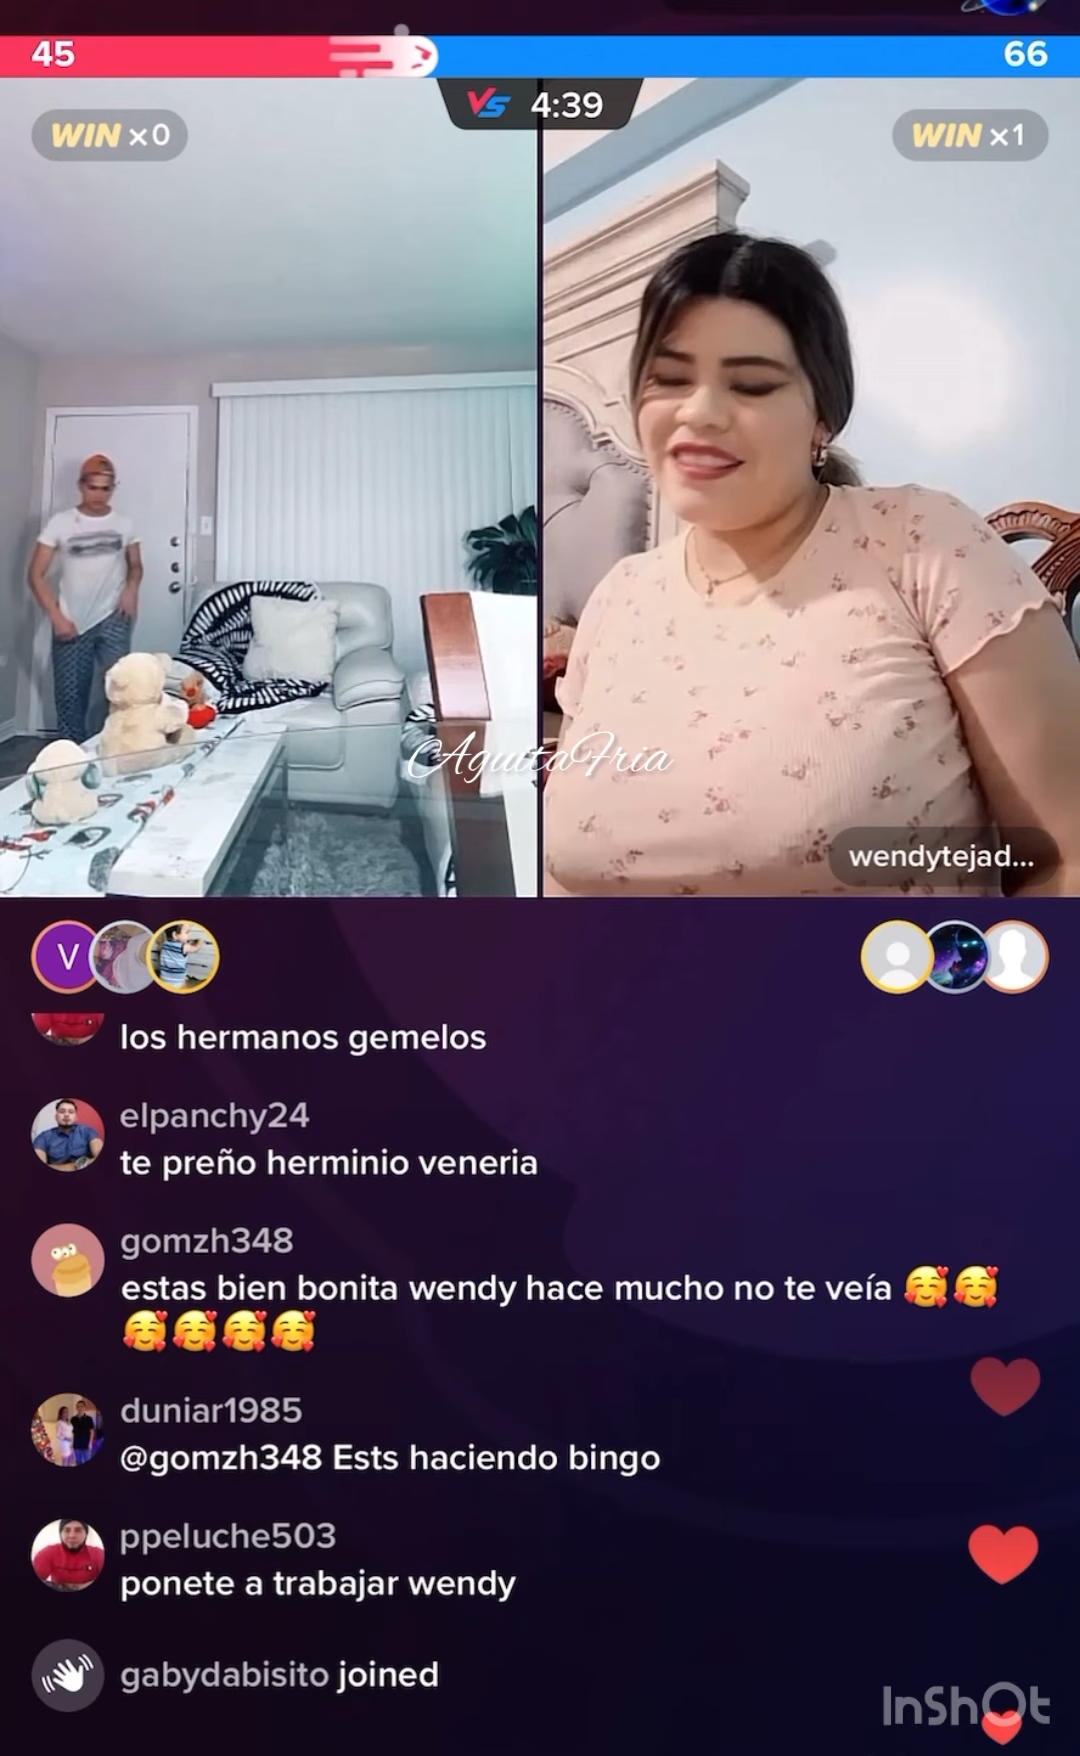 45
66
VS 4:39
WIN x0
WIN x1
AguitaFria
wendytejad...
V
los hermanos gemelos
elpanchy24
te preño herminio veneria
gomzh348
estas bien bonita wendy hace mucho no te veía 🥰🥰
🥰🥰🥰🥰
duniar1985
@gomzh348 Ests haciendo bingo
ppeluche503
ponete a trabajar wendy
gabydabisito joined
InShOt